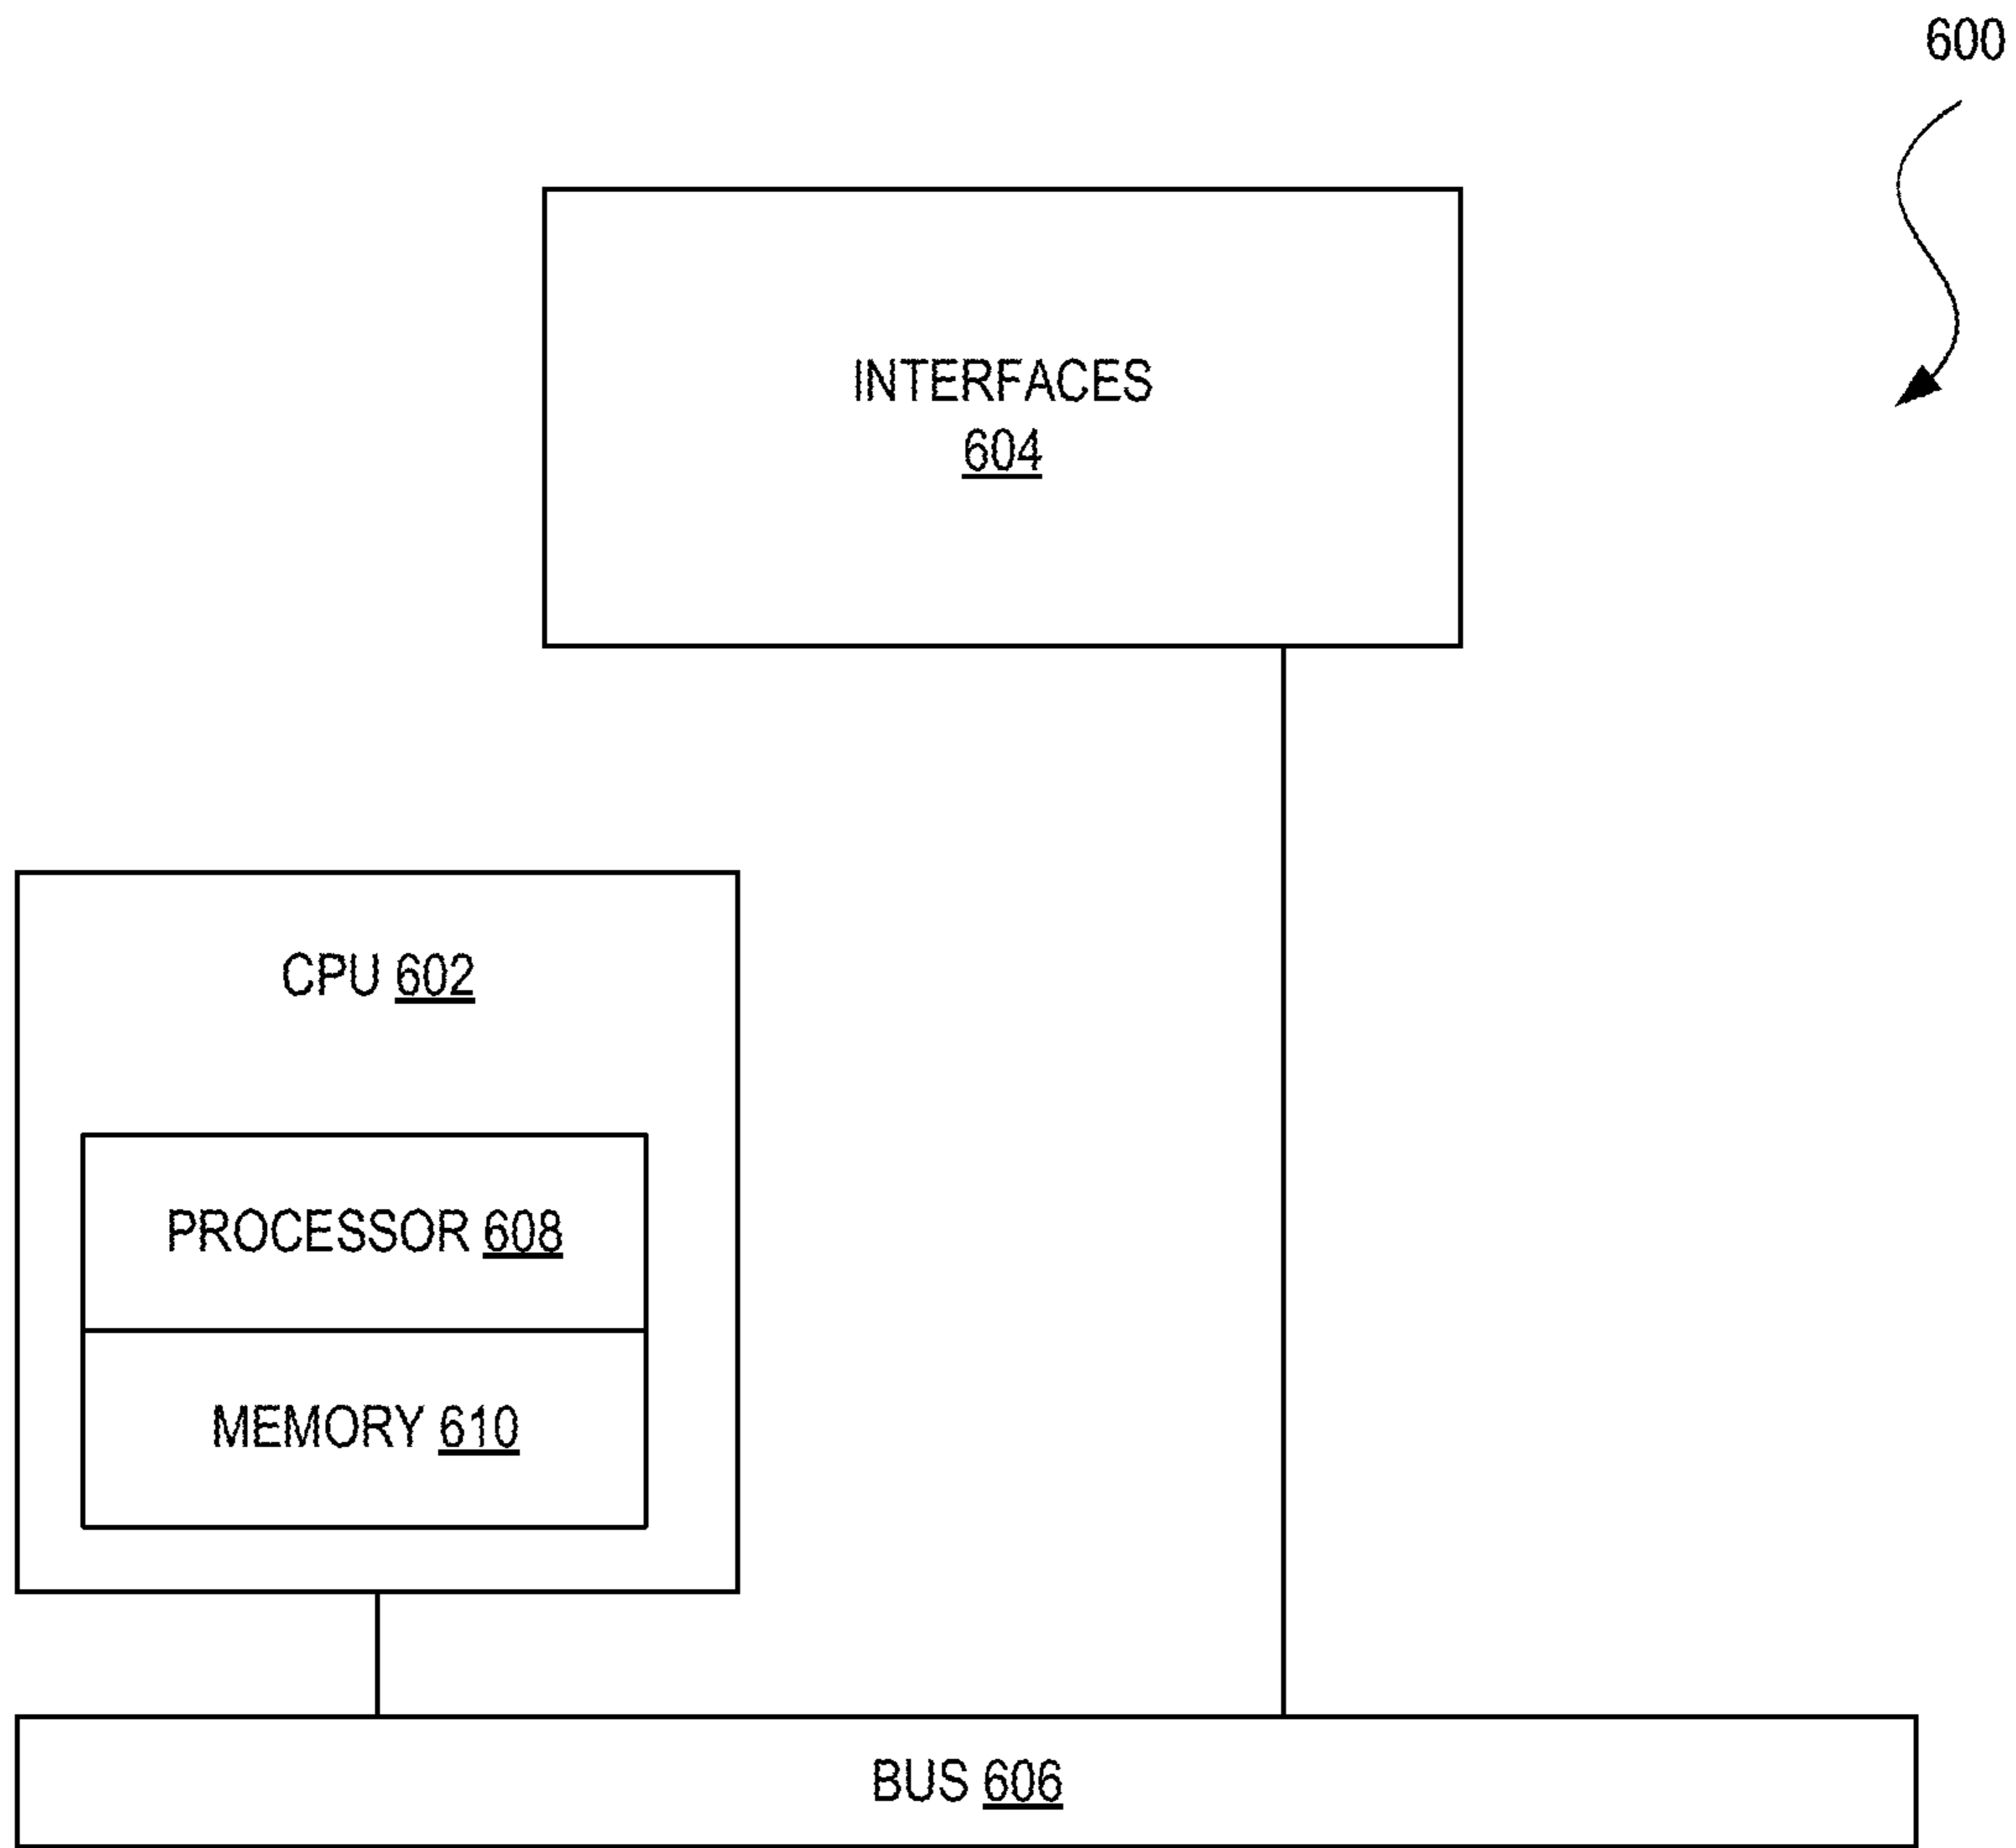 600
INTERFACES
604
CPU 602
PROCESSOR 608
MEMORY 610
BUS 606